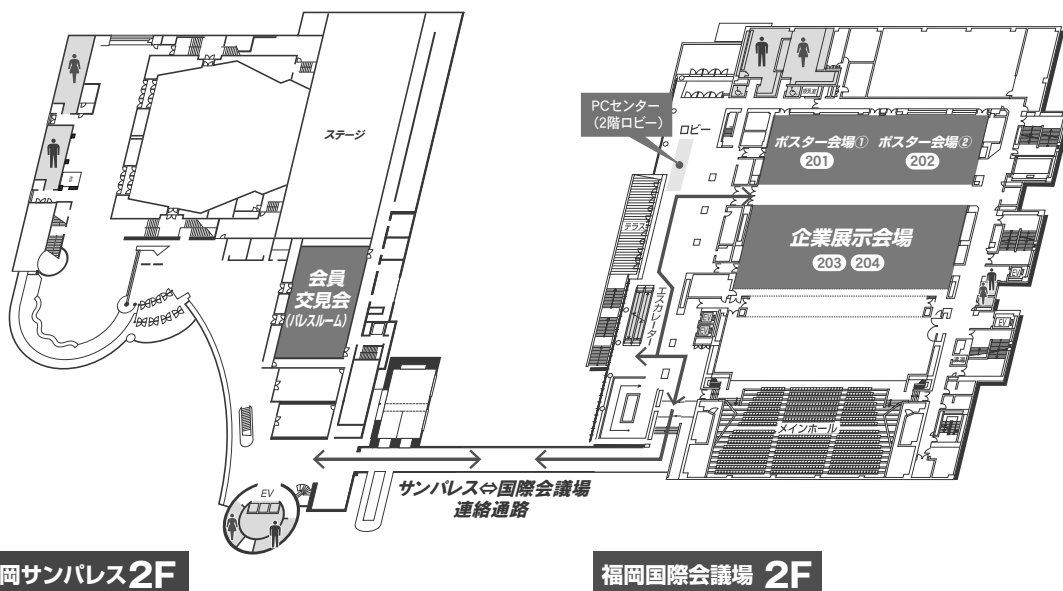 ステージ
会員
交見会
(パレスルーム)
EV
サンパレス⇔国際会議場
連絡通路
岡サンパレス2F
PCセンター
(2階ロビー)
ロビー
授乳室
ポスター会場① ポスター会場②
201 202
テラス
企業展示会場
203 204
エスカレーター
EV
EV
EV
EV
メインホール
福岡国際会議場 2F